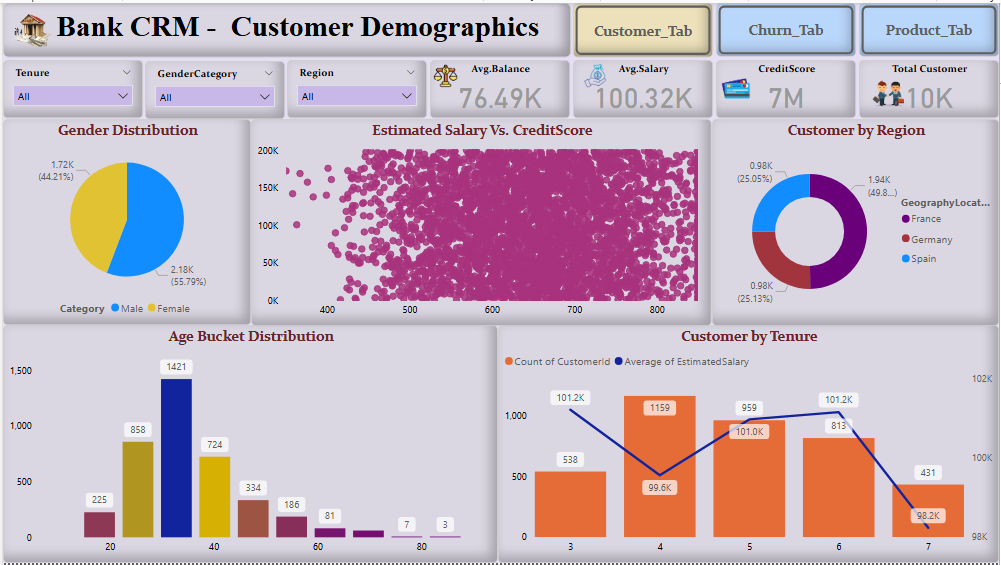 Bank CRM - Customer Demographics
Customer_Tab
Churn_Tab
Product_Tab
Tenure
All
GenderCategory
All
Region
All
Avg.Balance
76.49K
Avg.Salary
100.32K
CreditScore
7M
Total Customer
10K
Gender Distribution
1.72K
(44.21%)
2.18K
(55.79%)
Category Male Female
Estimated Salary Vs. CreditScore
200K
150K
100K
50K
0K
400 500 600 700 800
Customer by Region
0.98K
(25.05%)
1.94K
(49.8...)
0.98K
(25.13%)
GeographyLocat...
France
Germany
Spain
Age Bucket Distribution
1,500
1,000
500
0
225
858
1421
724
334
186
81
7
3
20 40 60 80
Customer by Tenure
Count of CustomerId Average of EstimatedSalary
1,000
500
0
102K
100K
98K
101.2K
538
1159
99.6K
959
101.0K
101.2K
813
431
98.2K
3 4 5 6 7